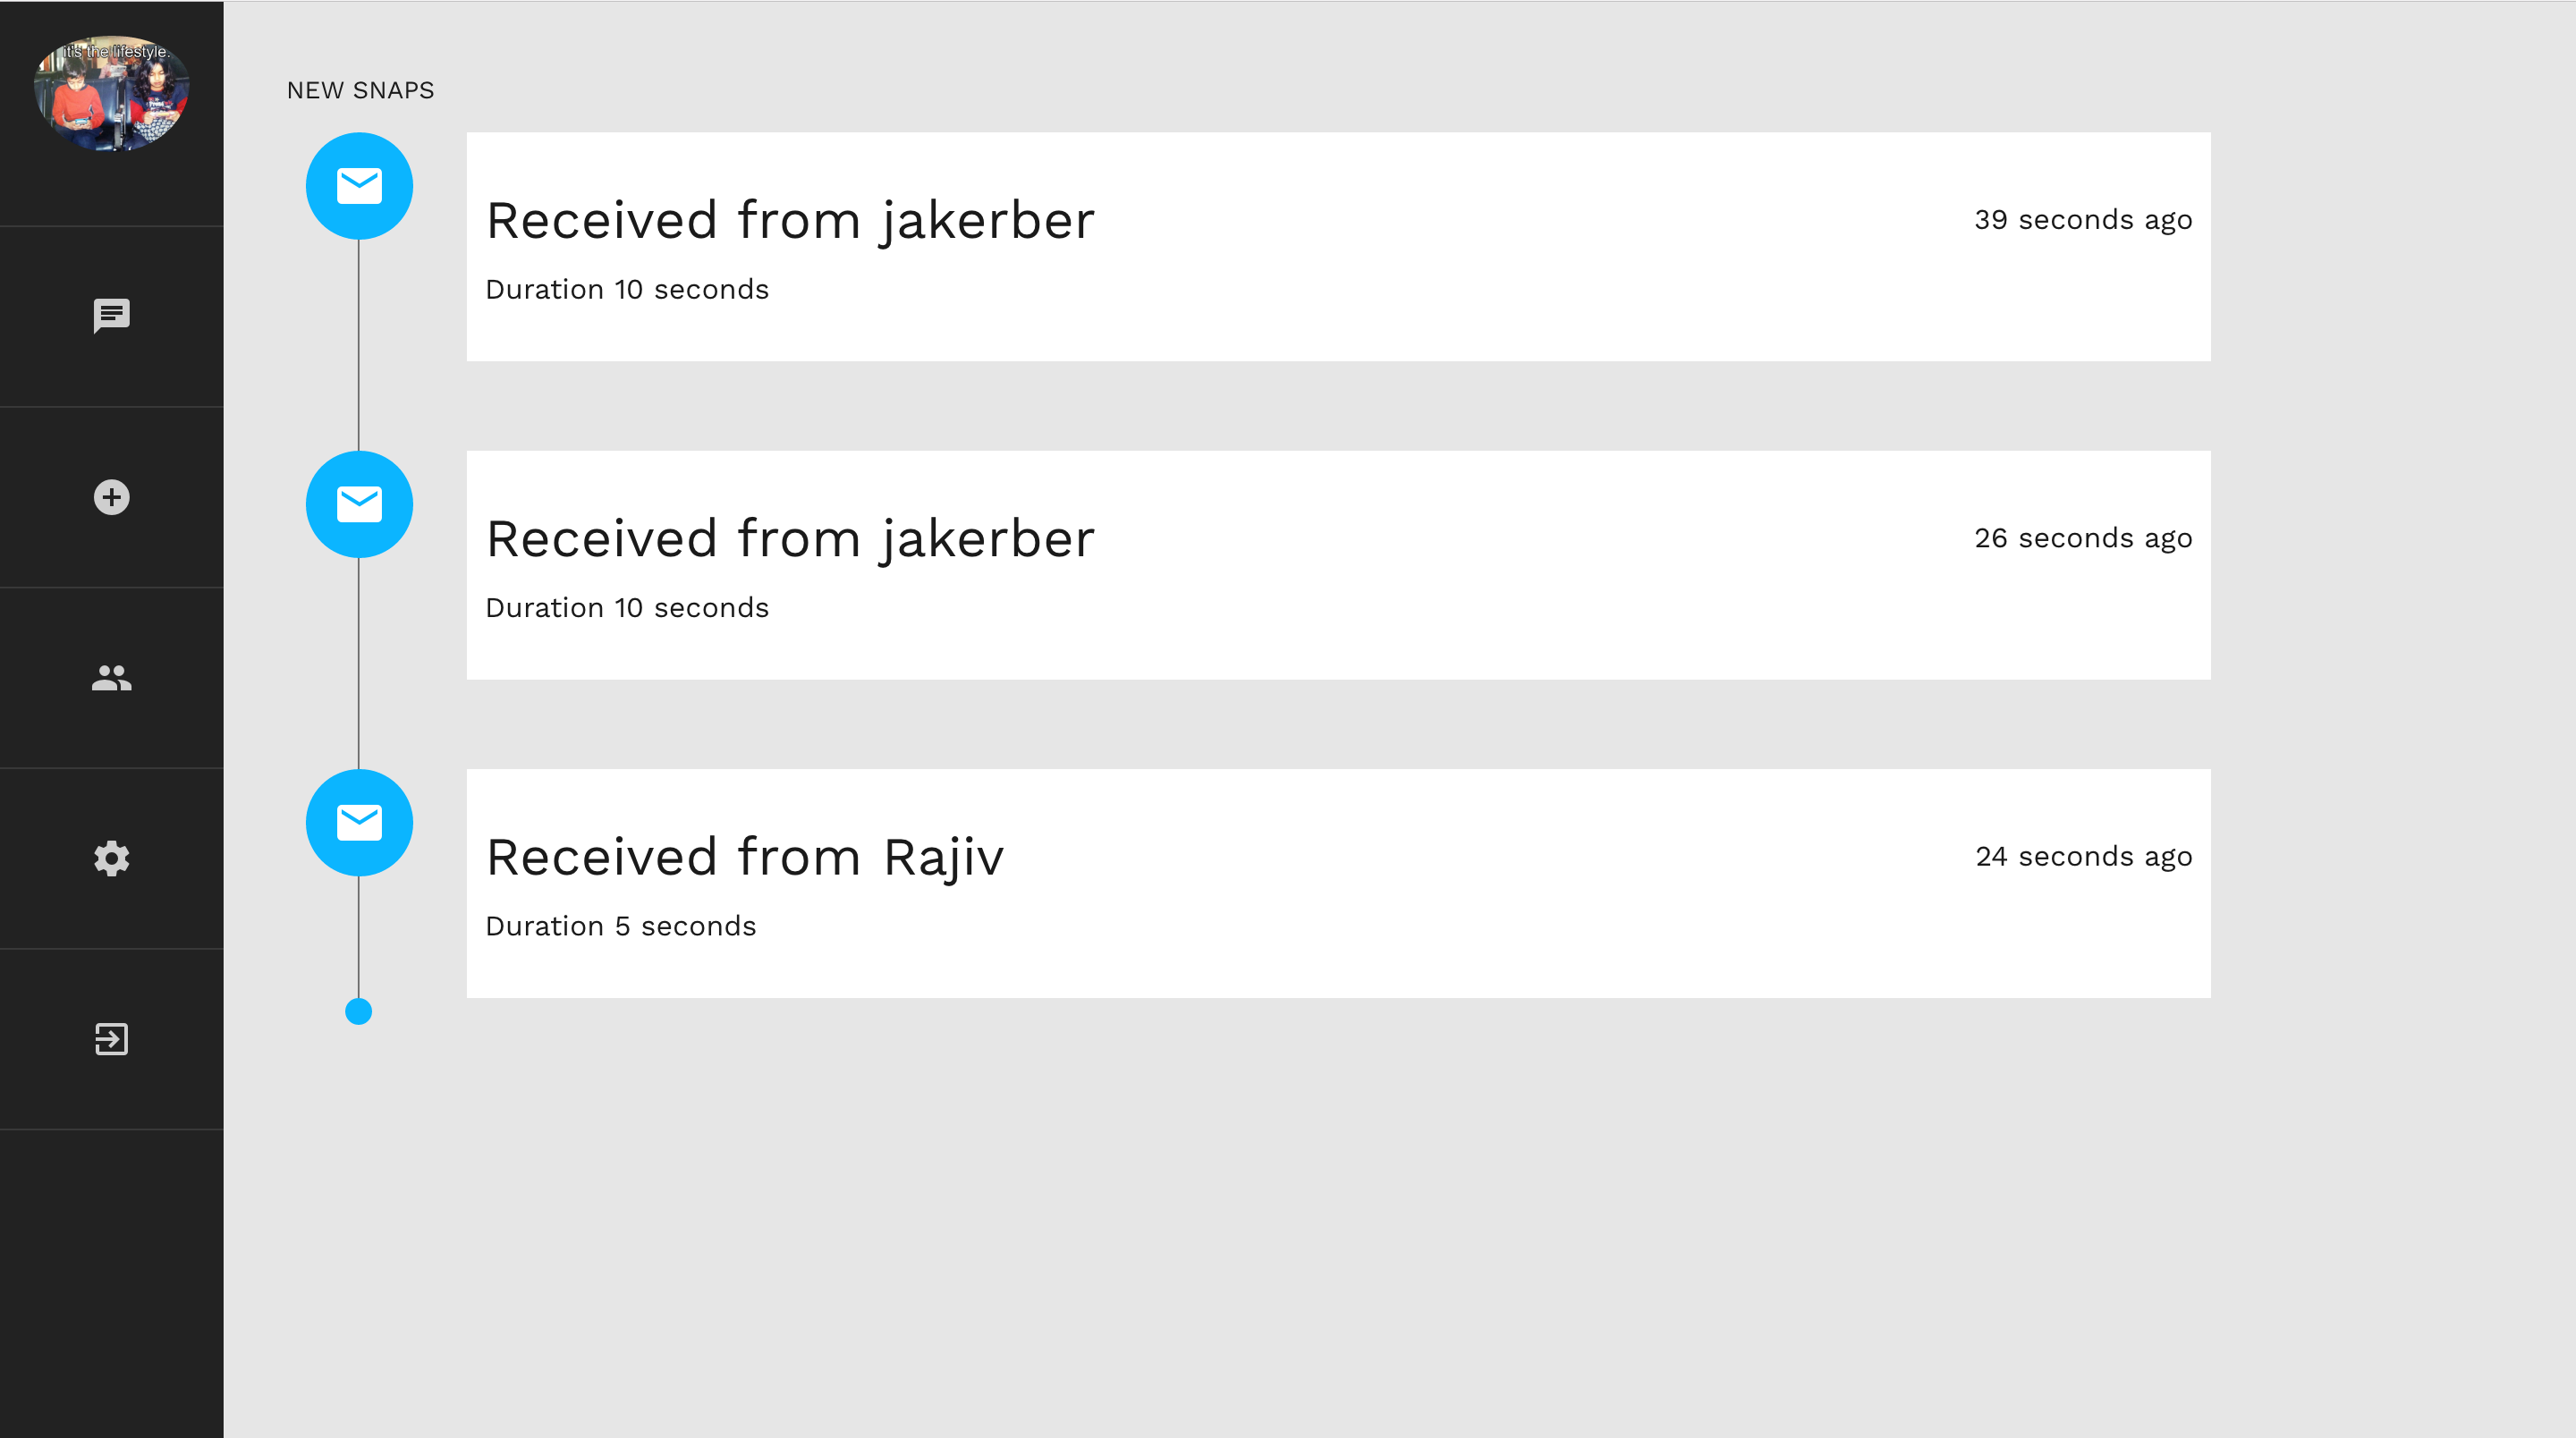 it's the lifestyle.
NEW SNAPS
Received from jakerber
39 seconds ago
Duration 10 seconds
Received from jakerber
26 seconds ago
Duration 10 seconds
Received from Rajiv
24 seconds ago
Duration 5 seconds